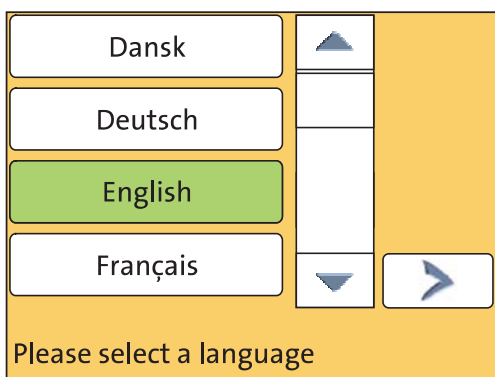 Dansk
Deutsch
English
Français
Please select a language